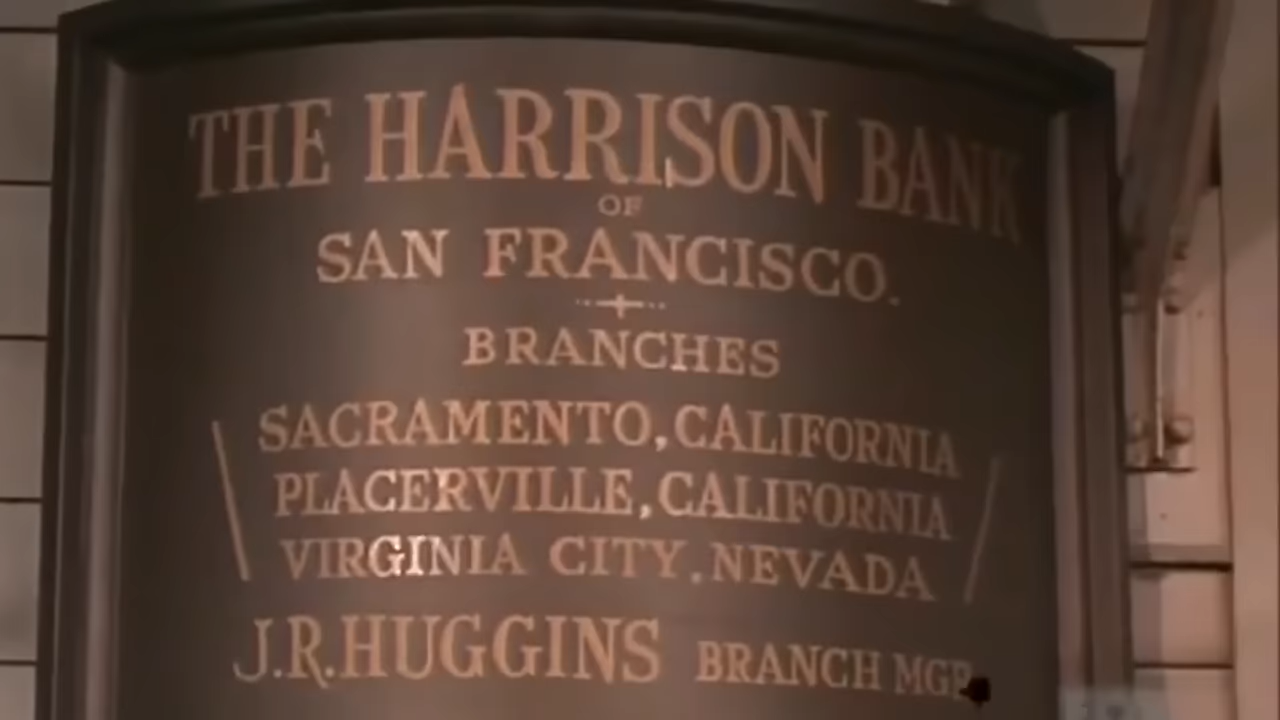 THE HARRISON BANK
OF
SAN FRANCISCO.
BRANCHES
SACRAMENTO, CALIFORNIA
PLACERVILLE, CALIFORNIA
VIRGINIA CITY, NEVADA
J.R. HUGGINS BRANCH MGR